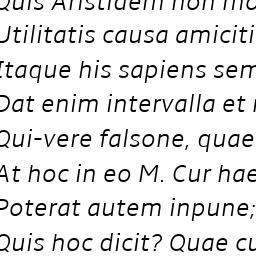 Quis Aristidem non mo
Utilitatis causa amiciti
Itaque his sapiens sem
Dat enim intervalla et r
Qui-vere falsone, quae
At hoc in eo M. Cur hae
Poterat autem inpune;
Quis hoc dicit? Quae cu